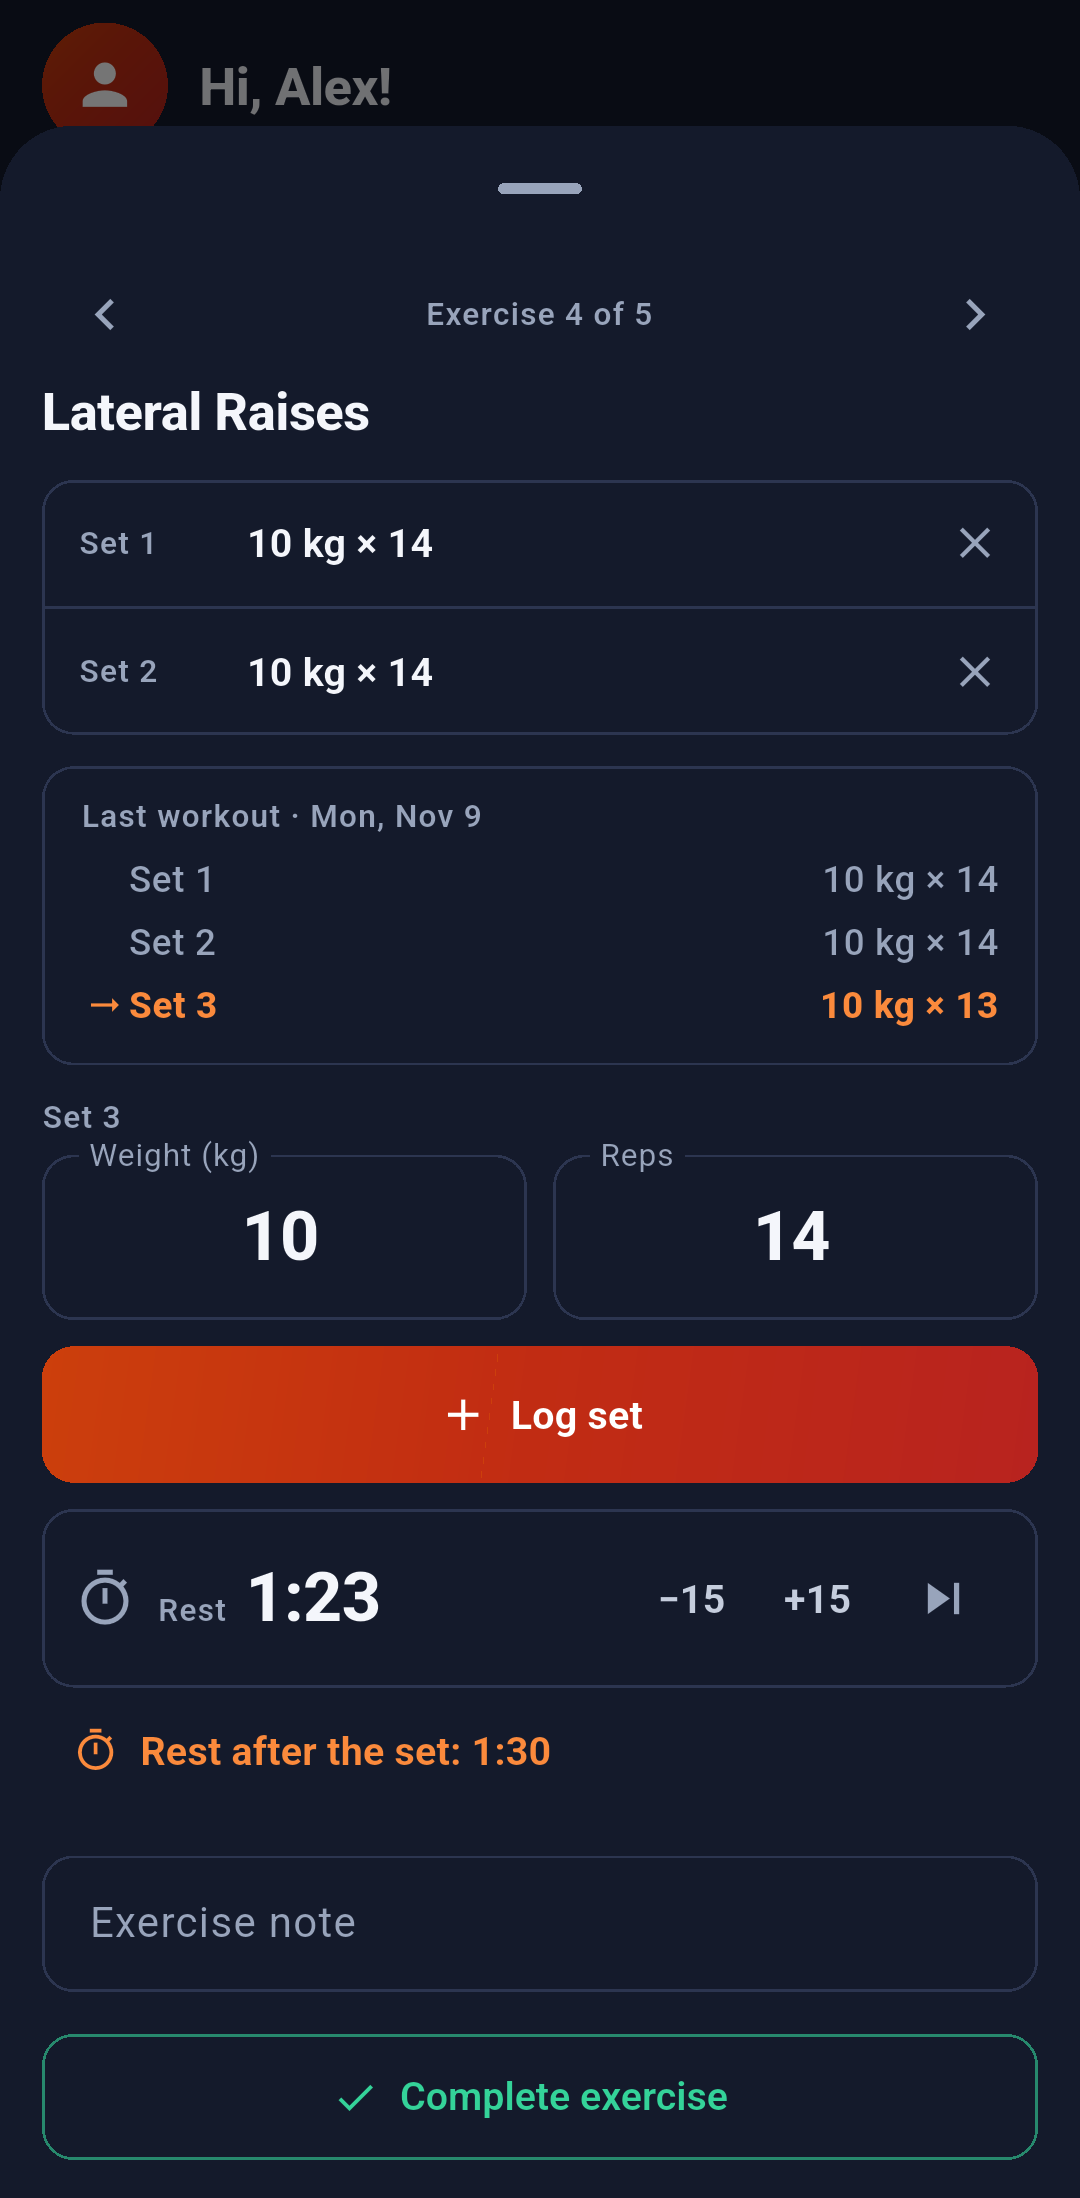 Hi, Alex!
Exercise 4 of 5
Lateral Raises
Set 1 10 kg × 14
Set 2 10 kg × 14
Last workout · Mon, Nov 9
Set 1 10 kg × 14
Set 2 10 kg × 14
→ Set 3 10 kg × 13
Set 3
Weight (kg) Reps
10 14
+ Log set
Rest 1:23 −15 +15
Rest after the set: 1:30
Exercise note
Complete exercise